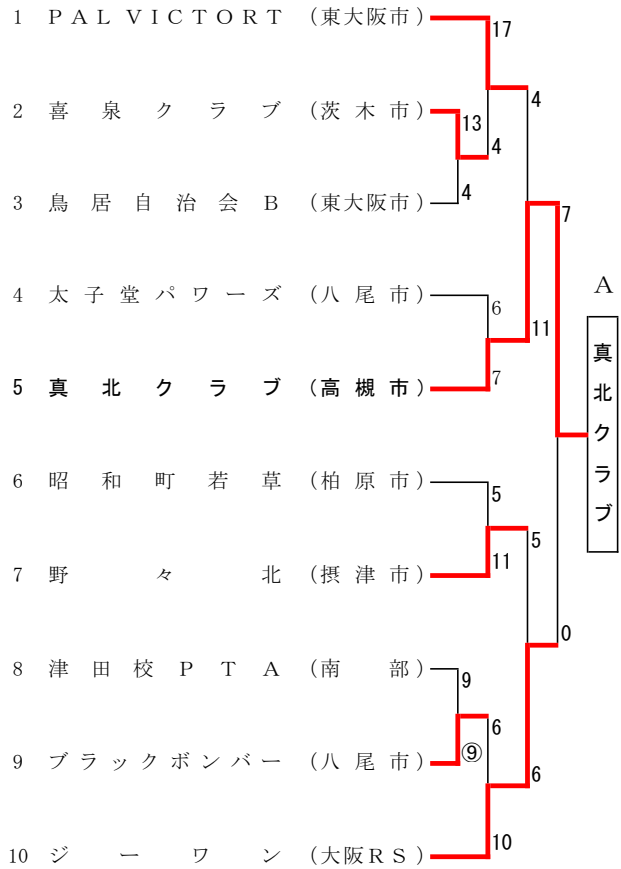 1 ＰＡＬ ＶＩＣＴＯＲＴ (東大阪市)
17
4
2 喜泉クラブ (茨木市)
13
4
3 鳥居自治会Ｂ (東大阪市)
4
7
4 太子堂パワーズ (八尾市)
6
A
11
真北クラブ
5 真北クラブ (高槻市)
7
6 昭和町若草 (柏原市)
5
5
7 野々北 (摂津市)
11
0
8 津田校ＰＴＡ (南部)
9
6
9 ブラックボンバー (八尾市)
⑨
6
10 ジーワン (大阪ＲＳ)
10